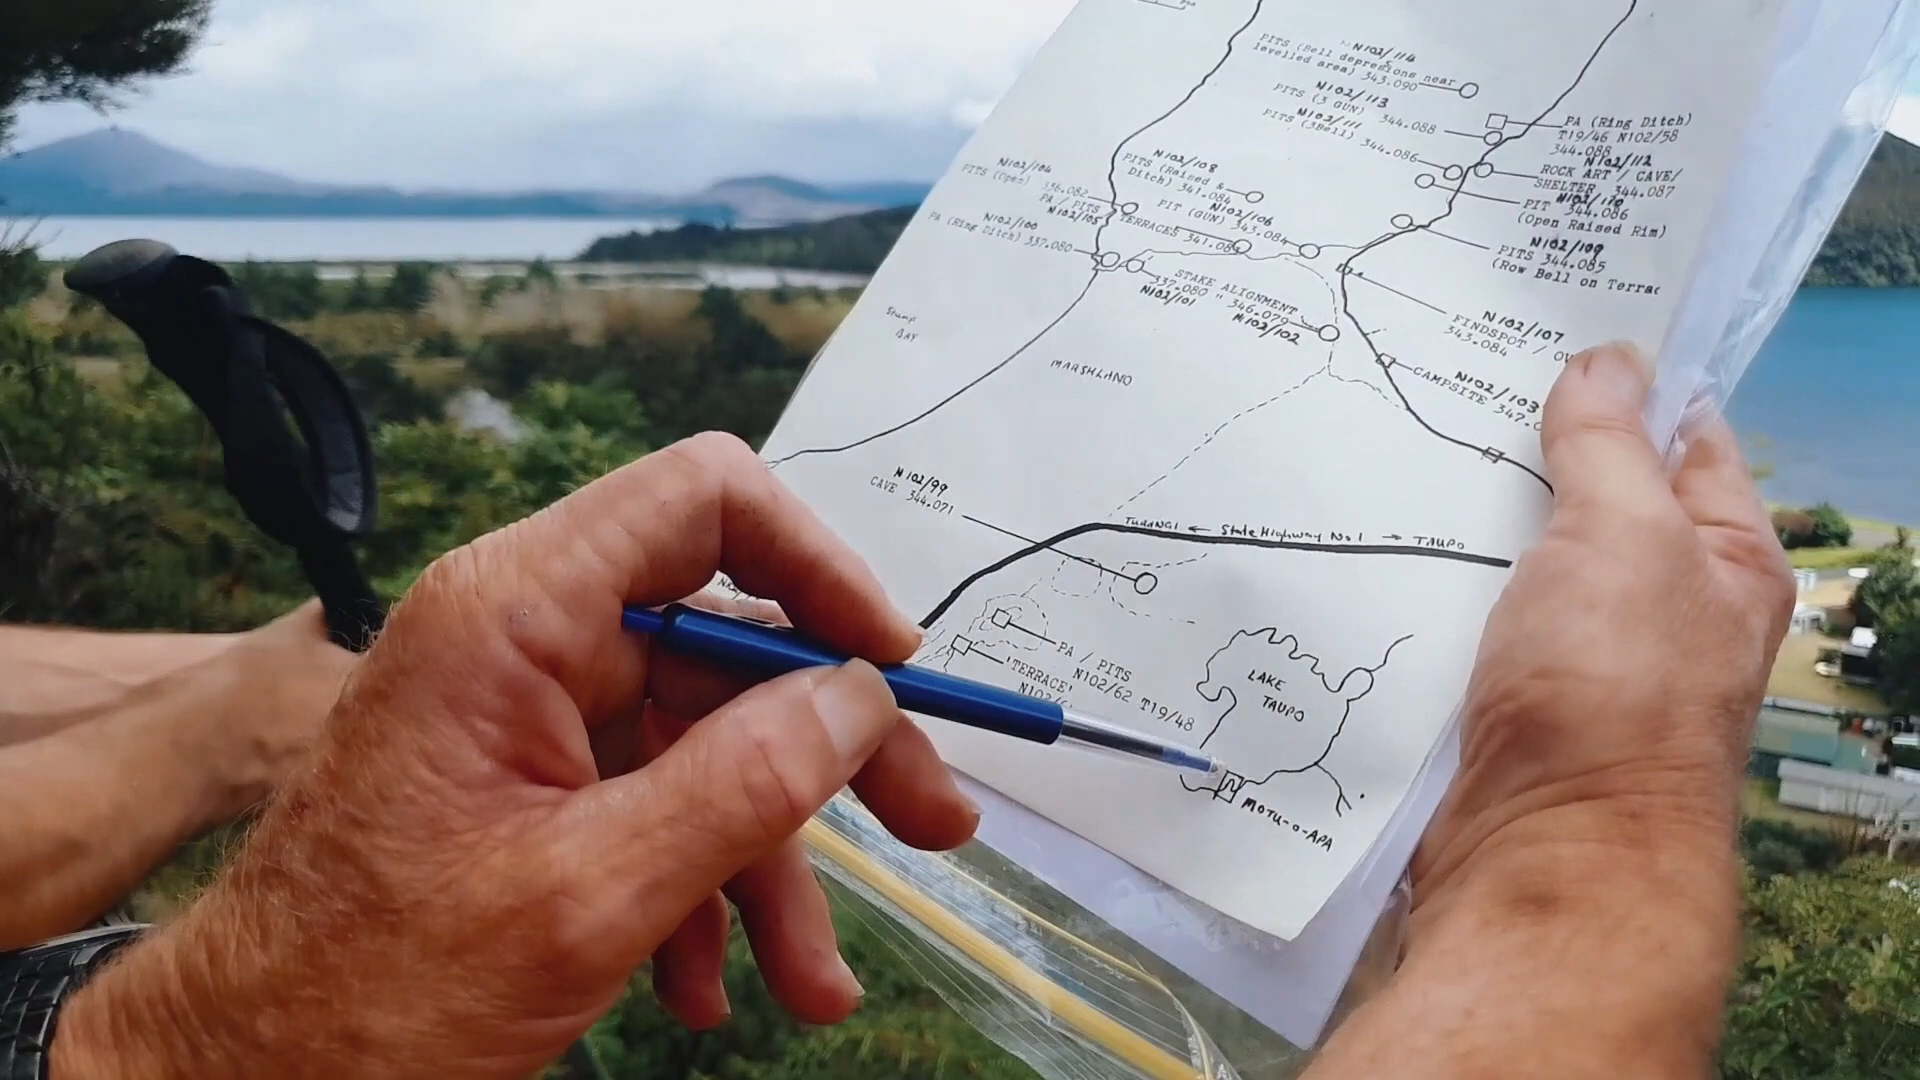 N102/114
PITS (Bell depressions near
levelled area) 343.090
N102/113
PITS (3 GUN) 344.088
N102/111
PITS (3Bell) 344.086
PA (Ring Ditch)
T19/46 N102/58
344.088
N102/112
ROCK ART / CAVE/
SHELTER 344.087
N102/110
PIT 344.086
(Open Raised Rim)
N102/109
PITS 344.085
(Row Bell on Terrac
N102/108
PITS (Raised &
Ditch) 341.084
N102/104
PITS (Open) 336.082
PA / PITS
N102/105
N102/106
PIT (GUN) 343.084
TERRACES 341.084
N102/100
PA (Ring Ditch) 337.080
STAKE ALIGNMENT
337.080 " 346.079
N102/101
N102/102
N102/107
FINDSPOT /
343.084
N102/103
CAMPSITE 347.0
Stump
BAY
MARSHLAND
N102/99
CAVE 344.071
TURANGI ← State Highway No 1 → TAUPO
PA / PITS
N102/62 T19/48
'TERRACE'
LAKE
TAUPO
MOTU-O-APA